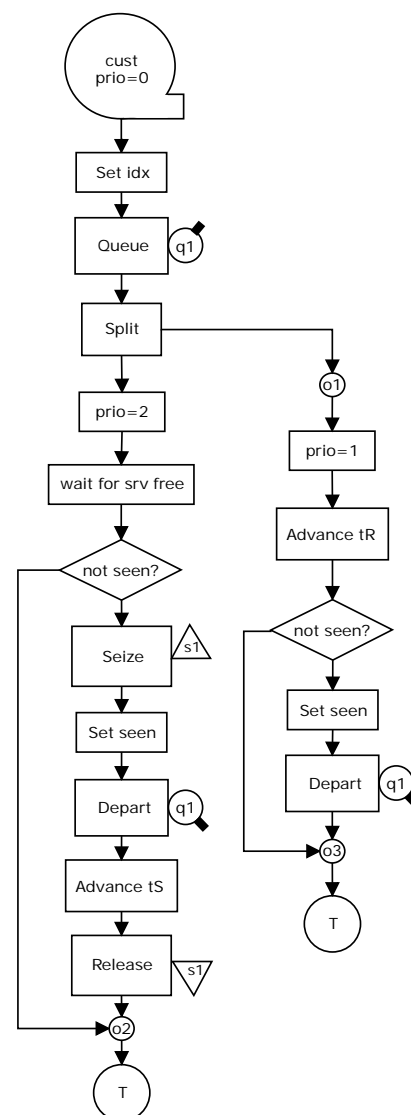 cust
prio=0
Set idx
Queue
q1
Split
o1
prio=2
prio=1
wait for srv free
Advance tR
not seen?
not seen?
Seize
s1
Set seen
Set seen
Depart
q1
Depart
q1
o3
Advance tS
T
Release
s1
o2
T